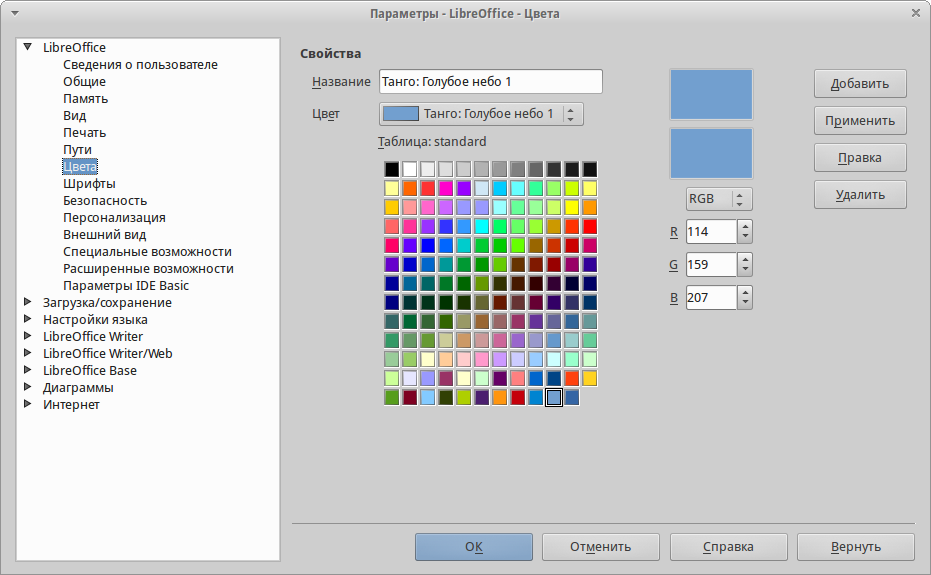 Параметры - LibreOffice - Цвета
LibreOffice
Сведения о пользователе
Общие
Память
Вид
Печать
Пути
Цвета
Шрифты
Безопасность
Персонализация
Внешний вид
Специальные возможности
Расширенные возможности
Параметры IDE Basic
Загрузка/сохранение
Настройки языка
LibreOffice Writer
LibreOffice Writer/Web
LibreOffice Base
Диаграммы
Интернет
Свойства
Название Танго: Голубое небо 1
Цвет Танго: Голубое небо 1
Таблица: standard
RGB
R 114
G 159
B 207
Добавить
Применить
Правка
Удалить
OK Отменить Справка Вернуть